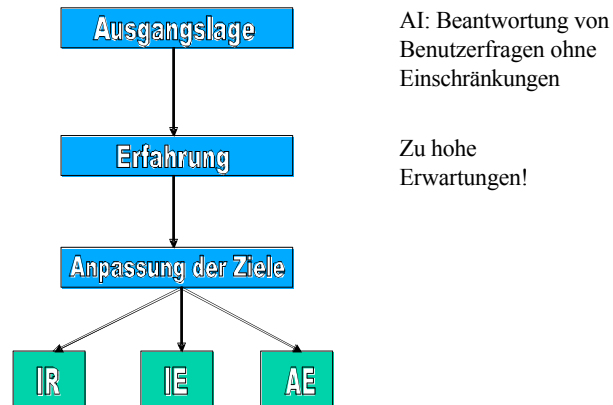 Ausgangslage
AI: Beantwortung von
Benutzerfragen ohne
Einschränkungen
Erfahrung
Zu hohe
Erwartungen!
Anpassung der Ziele
IR
IE
AE